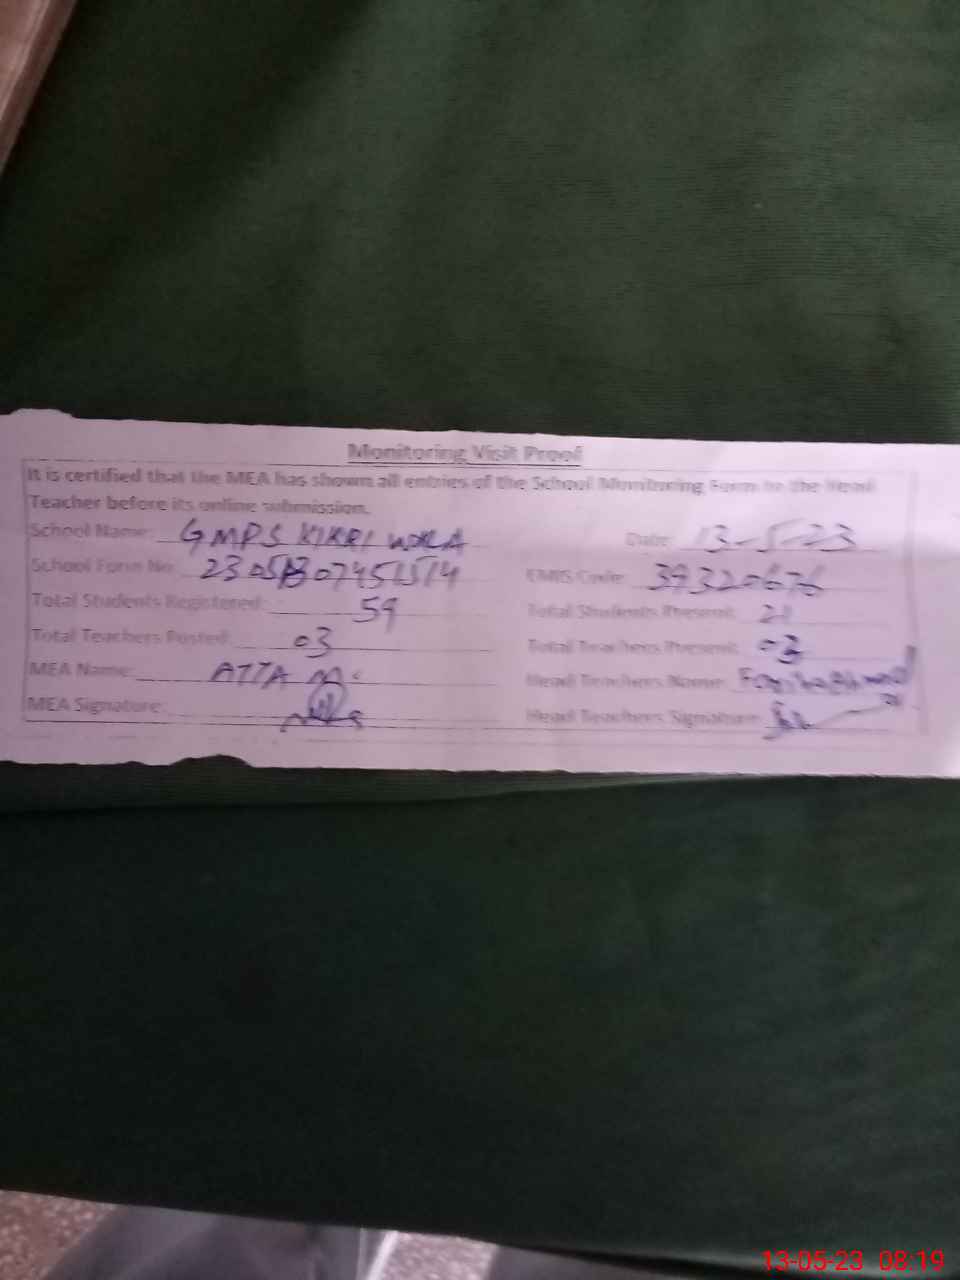 Monitoring Visit Proof
It is certified that the MEA has shown all entries of the School Monitoring Form to the Head
Teacher before its online submission.
School Name: GMPS KIKRI WALA Date: 13-5-23
School Form No: 23051307451514 EMIS Code: 39320676
Total Students Registered: 59 Total Students Present: 21
Total Teachers Posted: 03 Total Teachers Present: 03
MEA Name: ATTA M. Head Teachers Name:
MEA Signature: Head Teachers Signature:
13-05-23 08:19